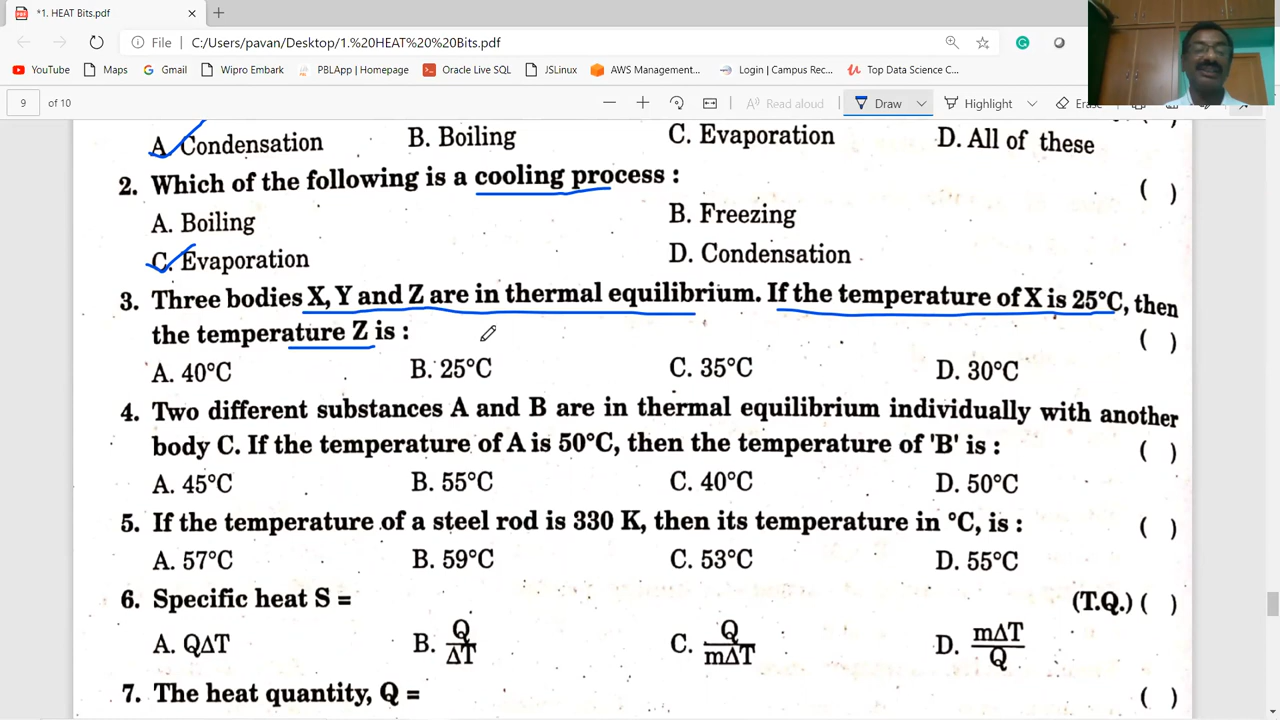 *1. HEAT Bits.pdf
File C:/Users/pavan/Desktop/1.%20HEAT%20%20Bits.pdf
YouTube Maps Gmail Wipro Embark PBLApp | Homepage Oracle Live SQL JSLinux AWS Management... Login | Campus Rec... Top Data Science C...
9 of 10 Read aloud Draw Highlight Erase
A. Condensation B. Boiling C. Evaporation D. All of these
2. Which of the following is a cooling process : ( )
A. Boiling B. Freezing
C. Evaporation D. Condensation
3. Three bodies X, Y and Z are in thermal equilibrium. If the temperature of X is 25°C, then
the temperature Z is : ( )
A. 40°C B. 25°C C. 35°C D. 30°C
4. Two different substances A and B are in thermal equilibrium individually with another
body C. If the temperature of A is 50°C, then the temperature of 'B' is : ( )
A. 45°C B. 55°C C. 40°C D. 50°C
5. If the temperature of a steel rod is 330 K, then its temperature in °C, is : ( )
A. 57°C B. 59°C C. 53°C D. 55°C
6. Specific heat S = (T.Q.) ( )
A. QΔT B. Q/ΔT C. Q/mΔT D. mΔT/Q
7. The heat quantity, Q = ( )